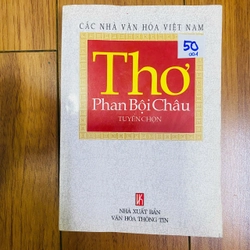 CÁC NHÀ VĂN HÓA VIỆT NAM
50
Thơ
Phan Bội Châu
TUYỂN CHỌN
NHÀ XUẤT BẢN
VĂN HÓA THÔNG TIN